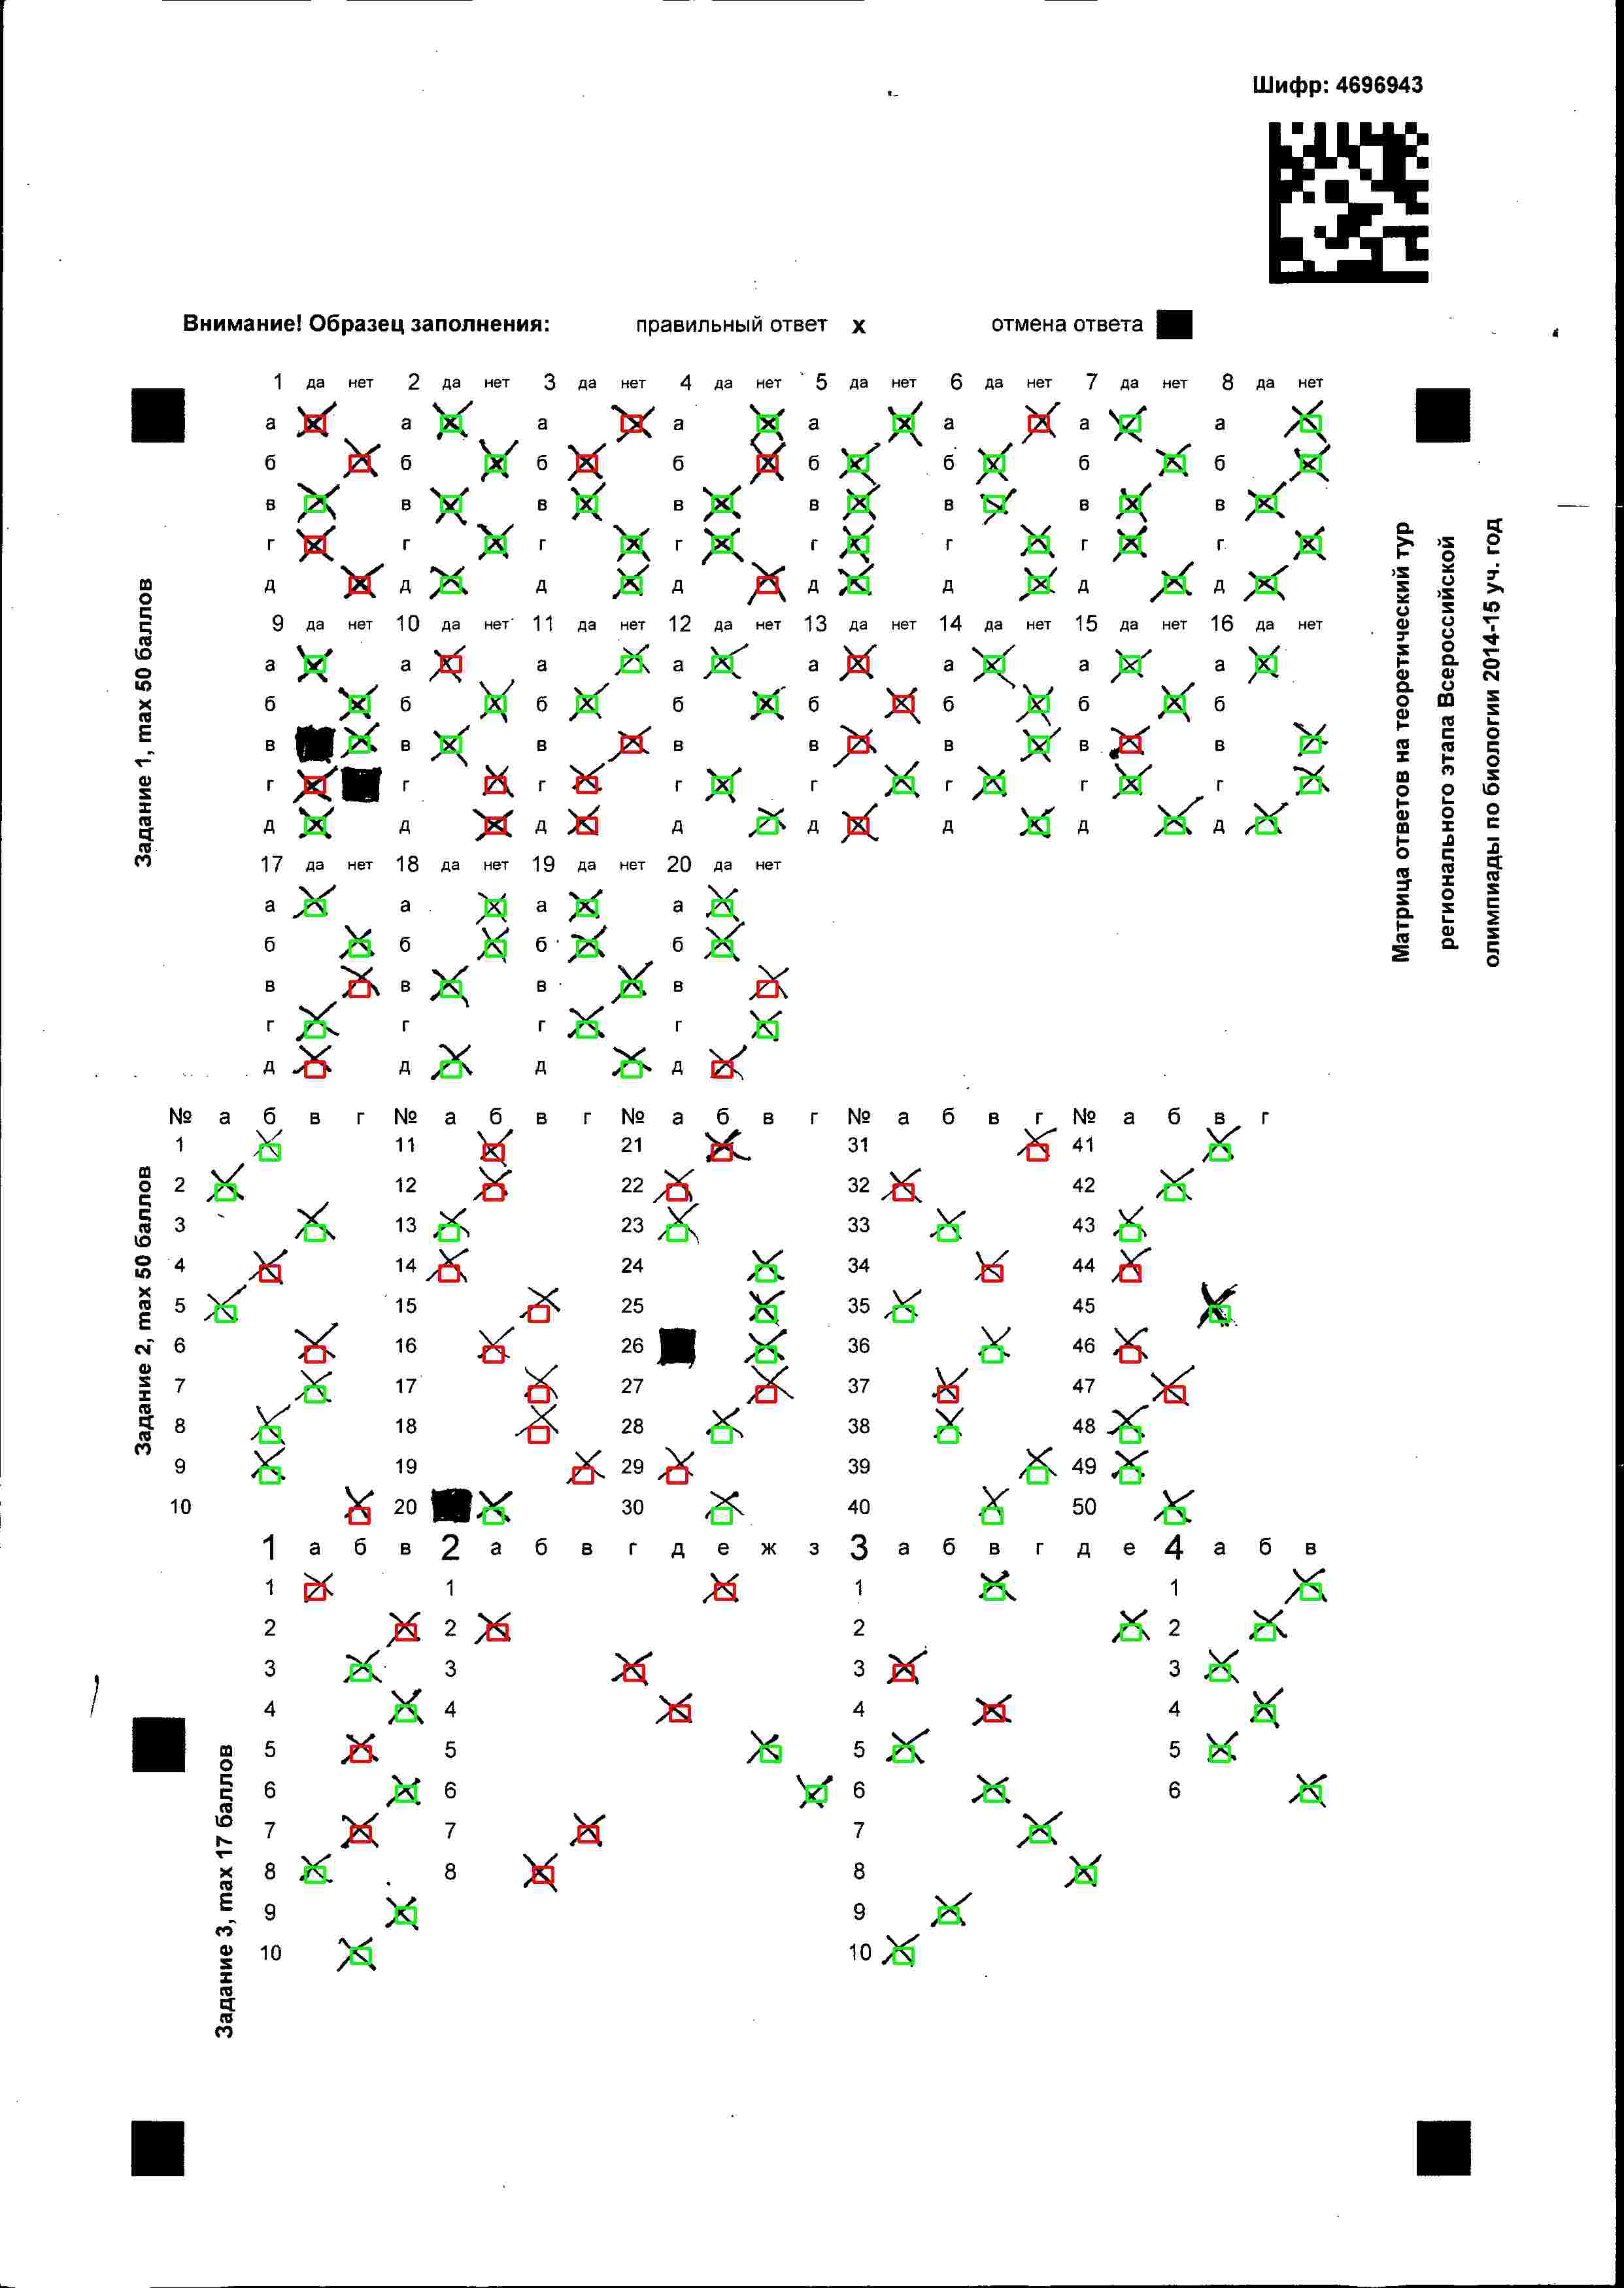 Шифр: 4696943
Внимание! Образец заполнения: правильный ответ х отмена ответа
Матрица ответов на теоретический тур
регионального этапа Всероссийской
олимпиады по биологии 2014-15 уч. год
Задание 1, max 50 баллов
1 да нет 2 да нет 3 да нет 4 да нет 5 да нет 6 да нет 7 да нет 8 да нет
а а а а а а а а
б б б б б б б б
в в в в в в в в
г г г г г г г г
д д д д д д д д
9 да нет 10 да нет 11 да нет 12 да нет 13 да нет 14 да нет 15 да нет 16 да нет
а а а а а а а а
б б б б б б б б
в в в в в в в в
г г г г г г г г
д д д д д д д д
17 да нет 18 да нет 19 да нет 20 да нет
а а а а
б б б б
в в в в
г г г г
д д д д
Задание 2, max 50 баллов
№ а б в г № а б в г № а б в г № а б в г № а б в г
1 11 21 31 41
2 12 22 32 42
3 13 23 33 43
4 14 24 34 44
5 15 25 35 45
6 16 26 36 46
7 17 27 37 47
8 18 28 38 48
9 19 29 39 49
10 20 30 40 50
Задание 3, max 17 баллов
1 а б в 2 а б в г д е ж з 3 а б в г д е 4 а б в
1 1 1 1
2 2 2 2
3 3 3 3
4 4 4 4
5 5 5 5
6 6 6 6
7 7 7
8 8 8
9 9
10 10